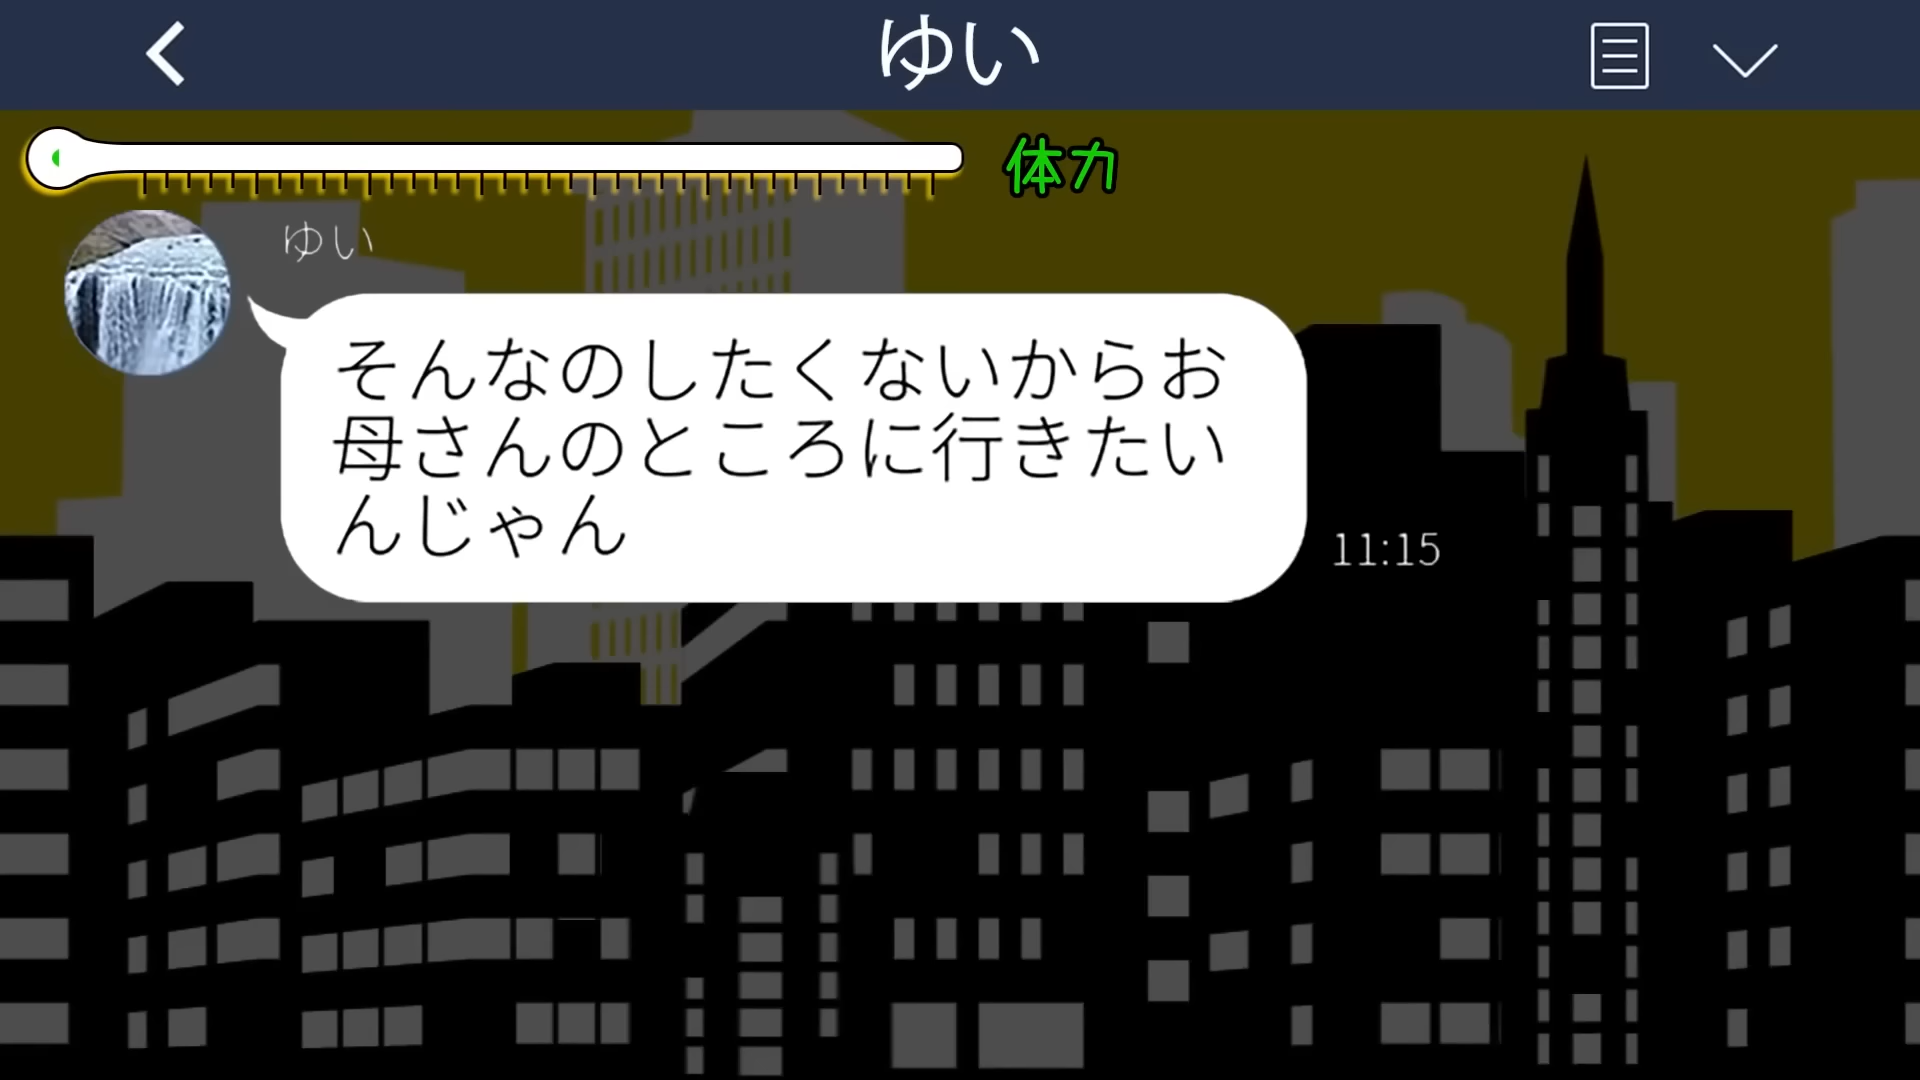 ゆい
体力
ゆい
そんなのしたくないからお
母さんのところに行きたい
んじゃん
11:15